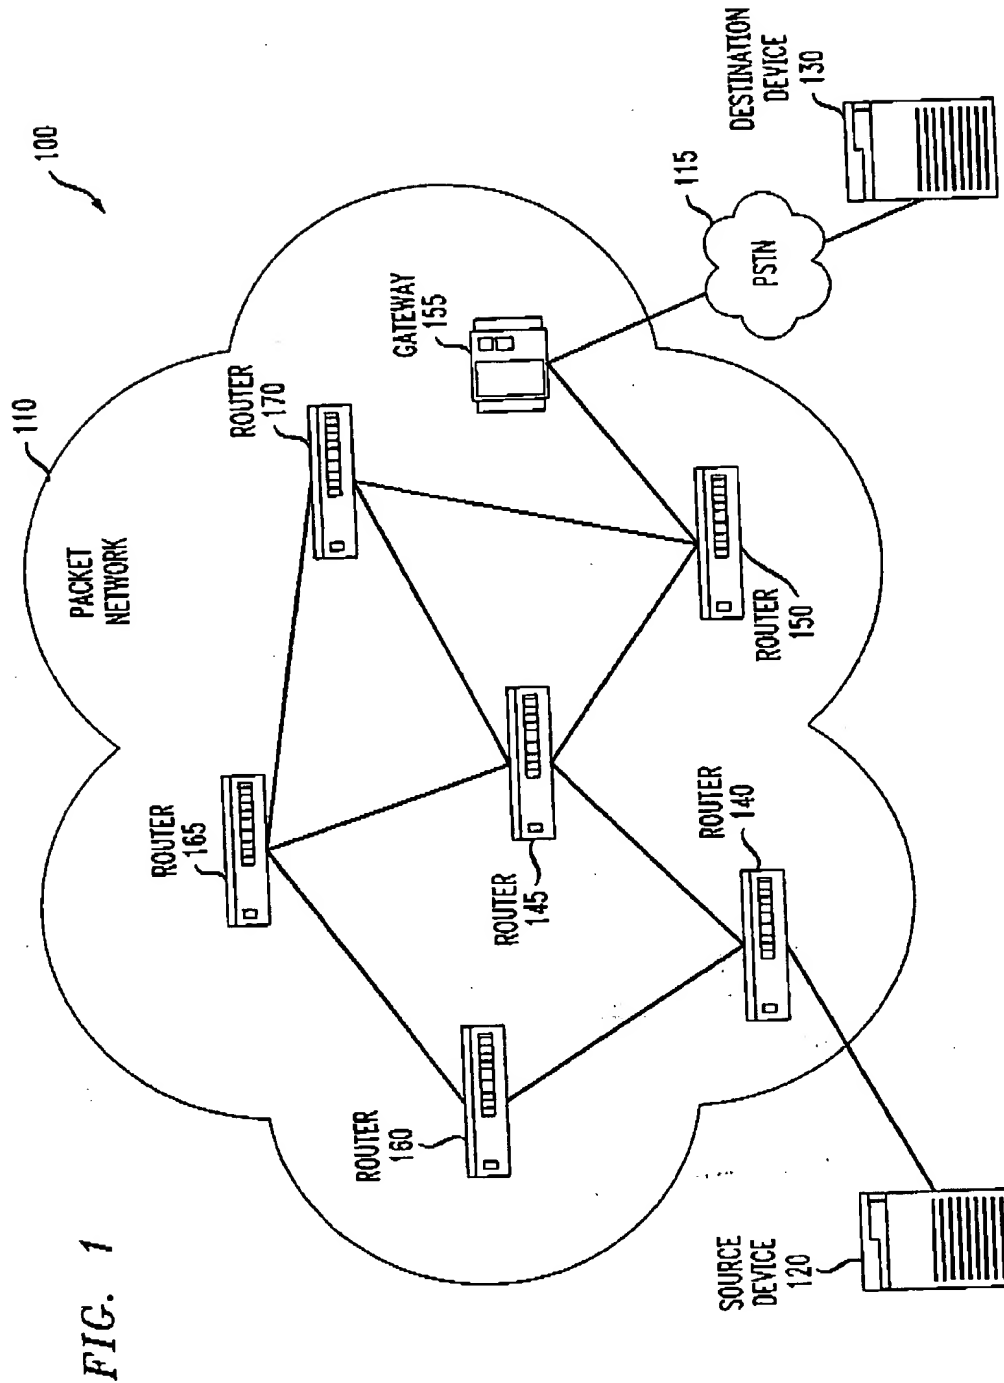 FIG. 1
100
110
PACKET
NETWORK
ROUTER
165
ROUTER
170
ROUTER
160
ROUTER
145
GATEWAY
155
ROUTER
140
ROUTER
150
115
PSTN
SOURCE
DEVICE
120
DESTINATION
DEVICE
130